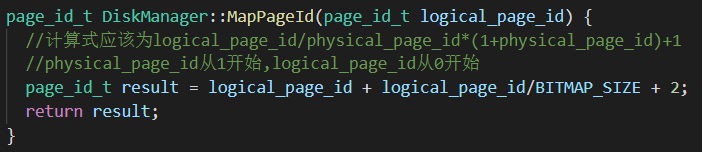 page_id_t DiskManager::MapPageId(page_id_t logical_page_id) {
//计算式应该为logical_page_id/physical_page_id*(1+physical_page_id)+1
//physical_page_id从1开始,logical_page_id从0开始
page_id_t result = logical_page_id + logical_page_id/BITMAP_SIZE + 2;
return result;
}